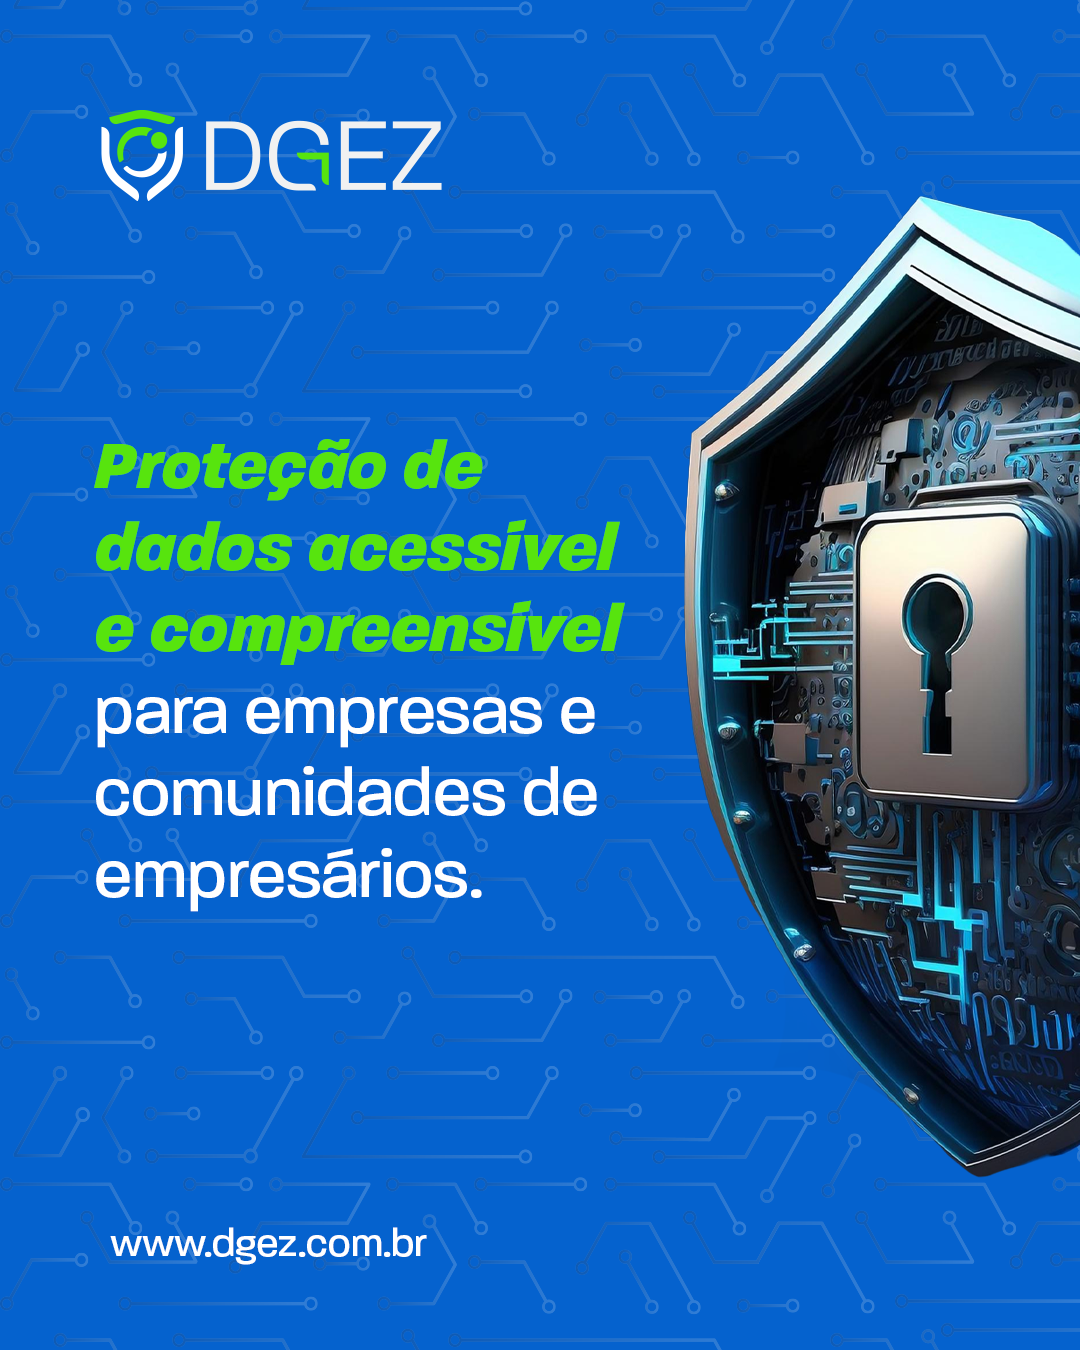 DGEZ
Proteção de
dados acessível
e compreensível
para empresas e
comunidades de
empresários.
www.dgez.com.br